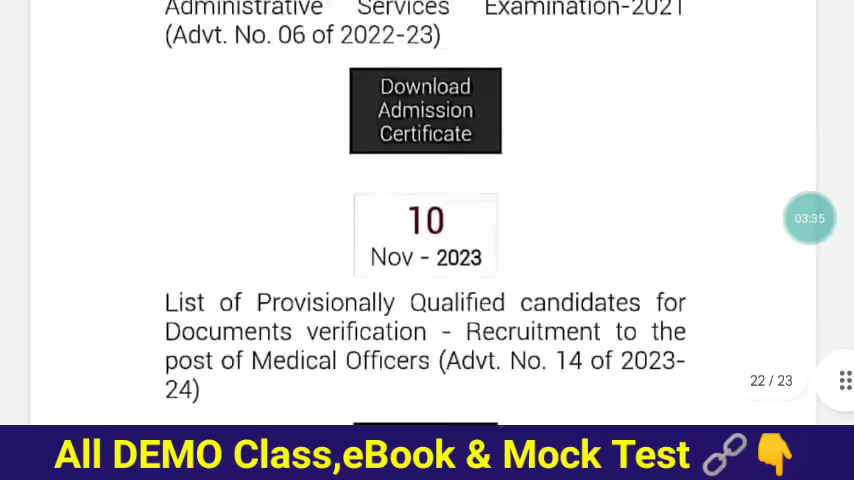 Administrative Services Examination-2021
(Advt. No. 06 of 2022-23)
Download
Admission
Certificate
10
Nov - 2023
03:35
List of Provisionally Qualified candidates for
Documents verification - Recruitment to the
post of Medical Officers (Advt. No. 14 of 2023-
24)
22 / 23
All DEMO Class,eBook & Mock Test 🔗👇